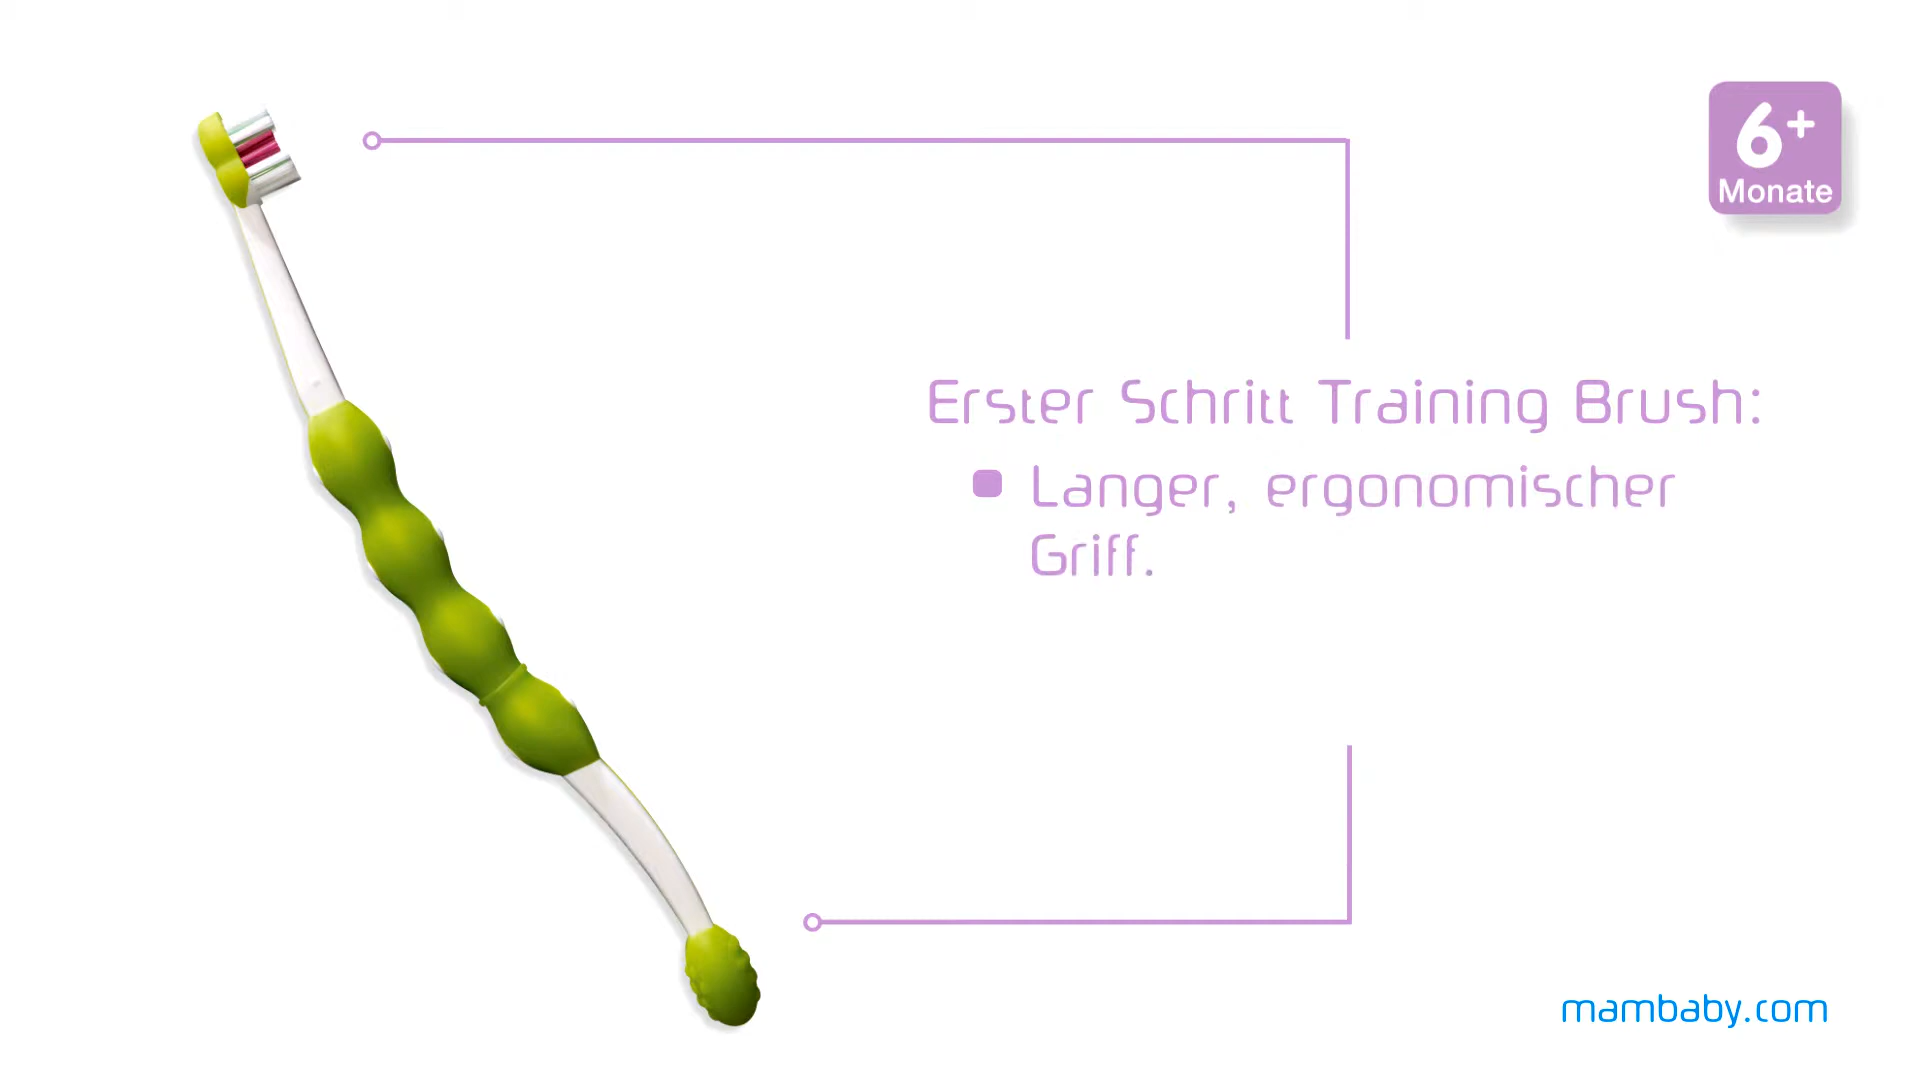 6+
Monate
Erster Schritt Training Brush:
Langer, ergonomischer
Griff.
mambaby.com